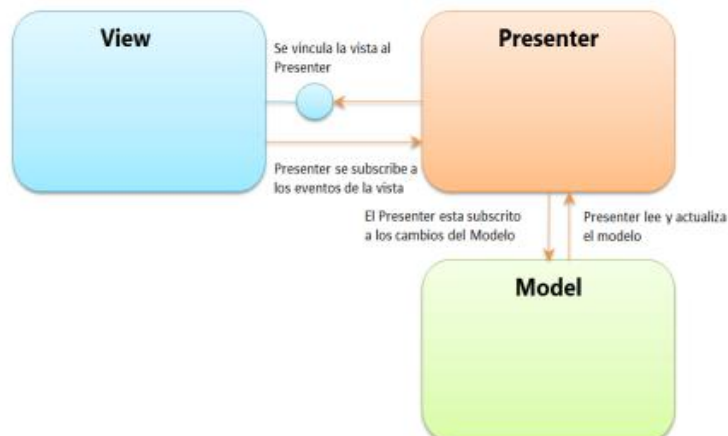 View
Se vincula la vista al
Presenter
Presenter
Presenter se subscribe a
los eventos de la vista
El Presenter esta subscrito
a los cambios del Modelo
Presenter lee y actualiza
el modelo
Model